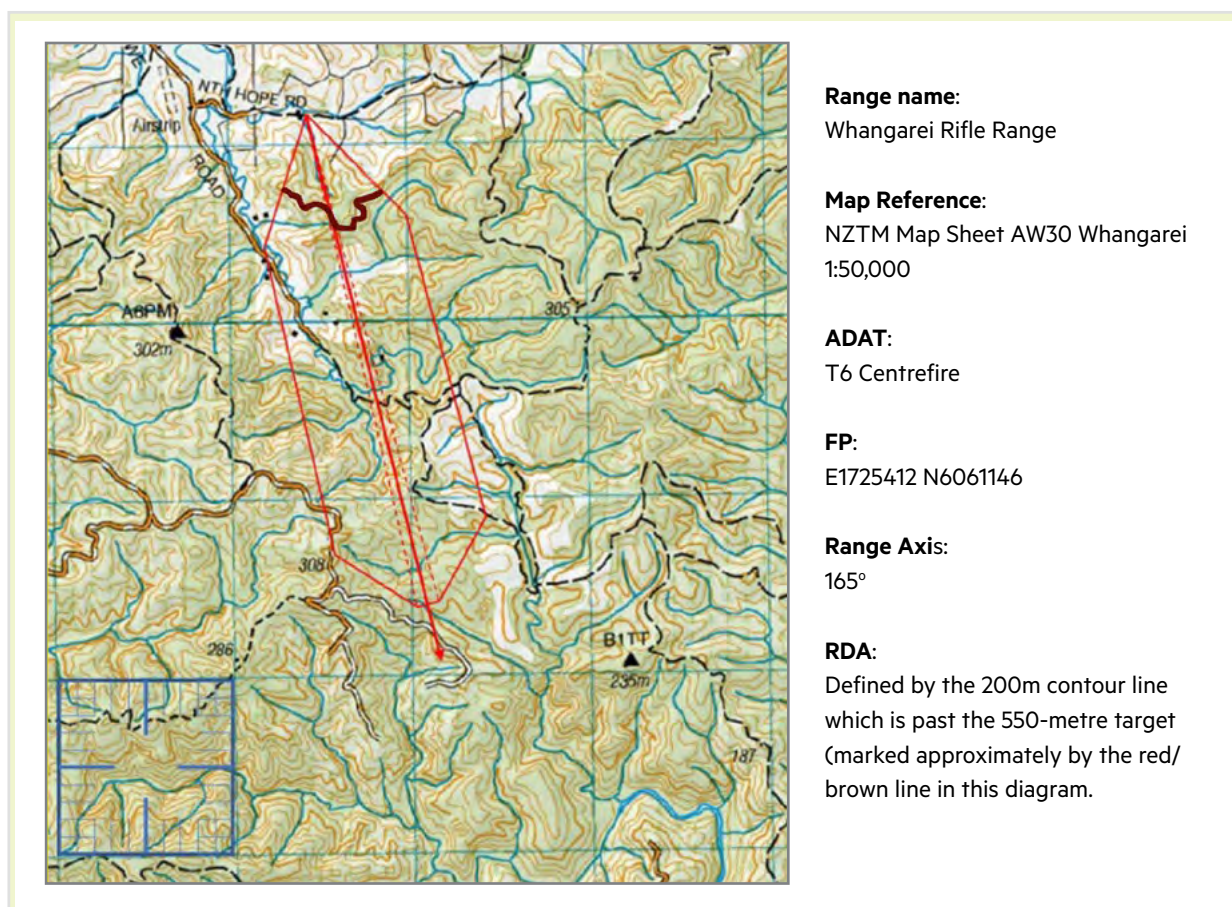 NTH HOPE RD
Airstrip
ROAD
A6PM
302m
305
308
286
B1TT
235m
187
Range name:
Whangarei Rifle Range
Map Reference:
NZTM Map Sheet AW30 Whangarei
1:50,000
ADAT:
T6 Centrefire
FP:
E1725412 N6061146
Range Axis:
165º
RDA:
Defined by the 200m contour line
which is past the 550-metre target
(marked approximately by the red/
brown line in this diagram.